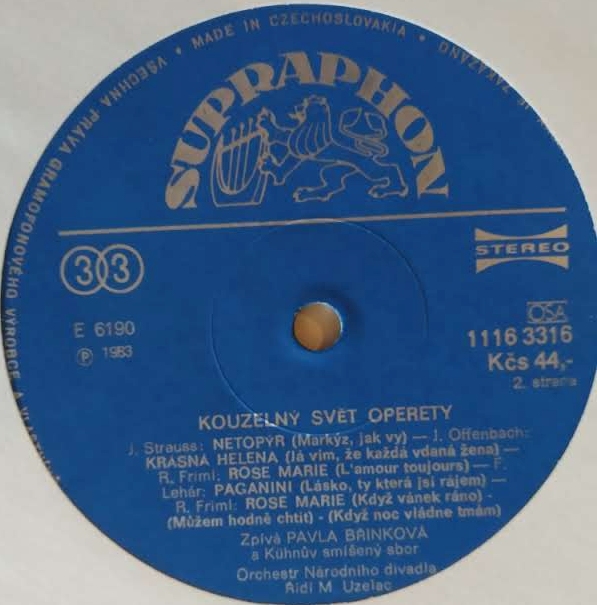 VŠECHNA PRÁVA GRAMOFONOVÉHO VÝROBCE A
• MADE IN CZECHOSLOVAKIA •
SUPRAPHON
33
STEREO
E 6190
Ⓟ 1983
OSA
1116 3316
Kčs 44,-
2. strana
KOUZELNÝ SVĚT OPERETY
J. Strauss: NETOPÝR (Markýz, jak vy) — J. Offenbach:
KRÁSNÁ HELENA (Já vím, že každá vdaná žena) —
R. Friml: ROSE MARIE (L'amour toujours) — F.
Lehár: PAGANINI (Lásko, ty která jsi rájem) —
R. Friml: ROSE MARIE (Když vánek ráno) -
(Můžem hodně chtít) - (Když noc vládne tmám)
Zpívá PAVLA BŘÍNKOVÁ
a Kühnův smíšený sbor
Orchestr Národního divadla
Řídí M. Uzelac